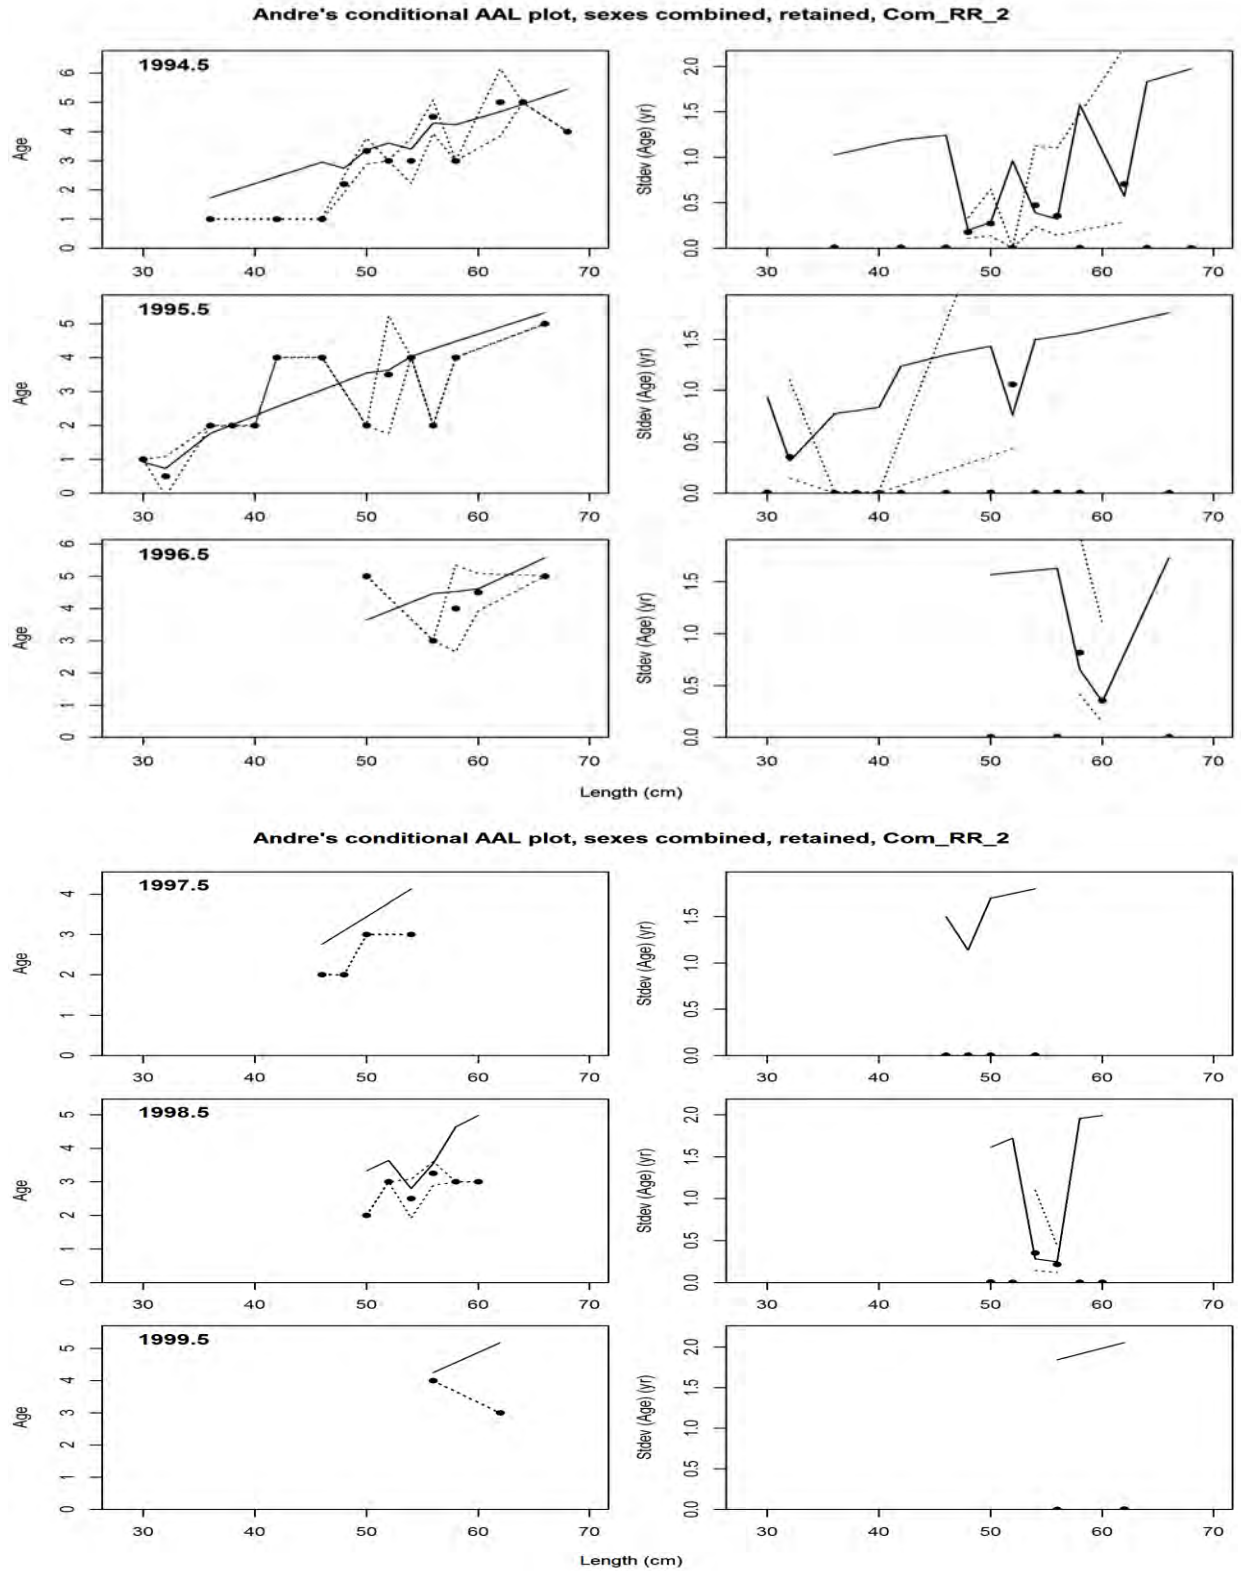 Andre's conditional AAL plot, sexes combined, retained, Com_RR_2
1994.5
Age
0 1 2 3 4 5 6
30 40 50 60 70
Stdev (Age) (yr)
0.0 0.5 1.0 1.5 2.0
30 40 50 60 70
1995.5
Age
0 1 2 3 4 5
30 40 50 60 70
Stdev (Age) (yr)
0.0 0.5 1.0 1.5
30 40 50 60 70
1996.5
Age
0 1 2 3 4 5 6
30 40 50 60 70
Stdev (Age) (yr)
0.0 0.5 1.0 1.5
30 40 50 60 70
Length (cm)
Andre's conditional AAL plot, sexes combined, retained, Com_RR_2
1997.5
Age
0 1 2 3 4
30 40 50 60 70
Stdev (Age) (yr)
0.0 0.5 1.0 1.5
30 40 50 60 70
1998.5
Age
0 1 2 3 4 5
30 40 50 60 70
Stdev (Age) (yr)
0.0 0.5 1.0 1.5 2.0
30 40 50 60 70
1999.5
Age
0 1 2 3 4 5
30 40 50 60 70
Stdev (Age) (yr)
0.0 0.5 1.0 1.5 2.0
30 40 50 60 70
Length (cm)